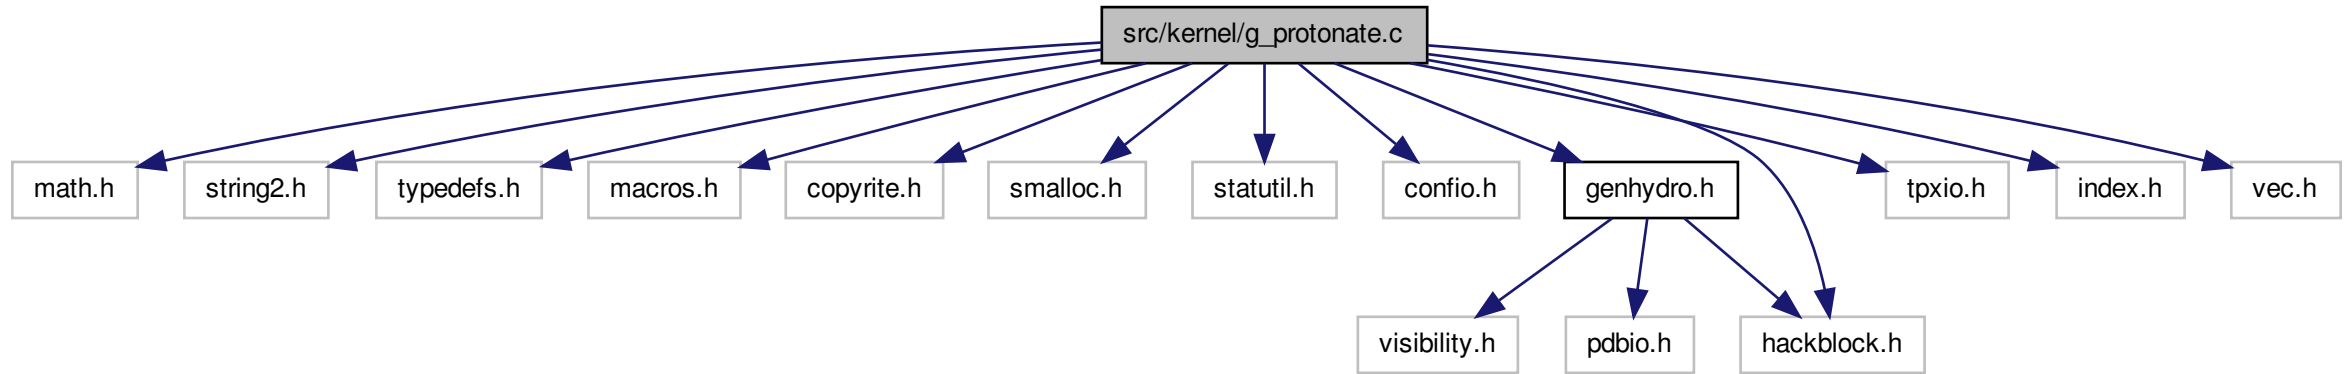 src/kernel/g_protonate.c
math.h
string2.h
typedefs.h
macros.h
copyrite.h
smalloc.h
statutil.h
confio.h
genhydro.h
tpxio.h
index.h
vec.h
visibility.h
pdbio.h
hackblock.h